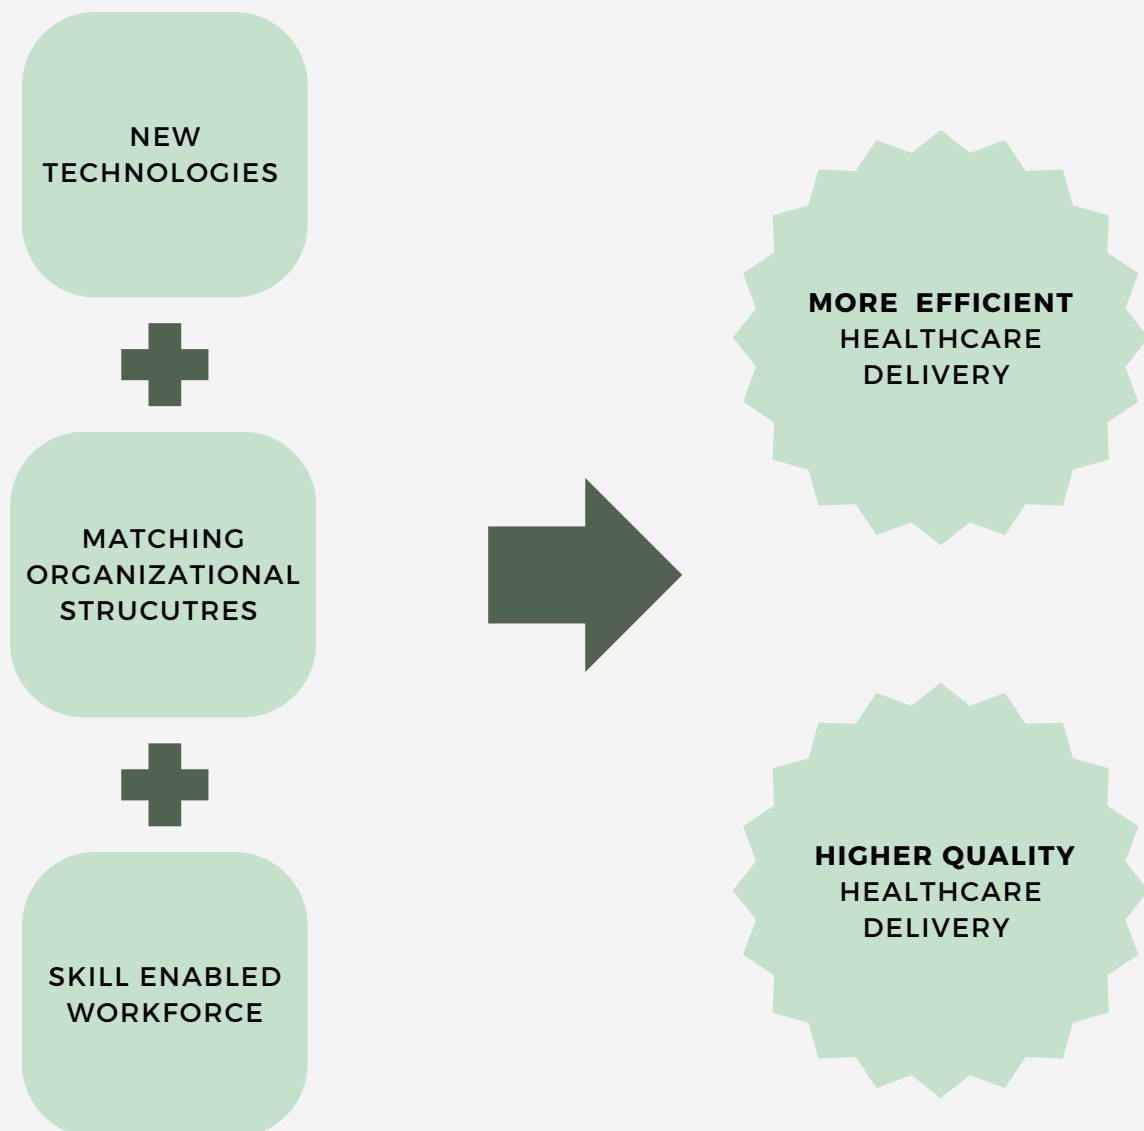 NEW
TECHNOLOGIES
MATCHING
ORGANIZATIONAL
STRUCUTRES
SKILL ENABLED
WORKFORCE
MORE EFFICIENT
HEALTHCARE
DELIVERY
HIGHER QUALITY
HEALTHCARE
DELIVERY